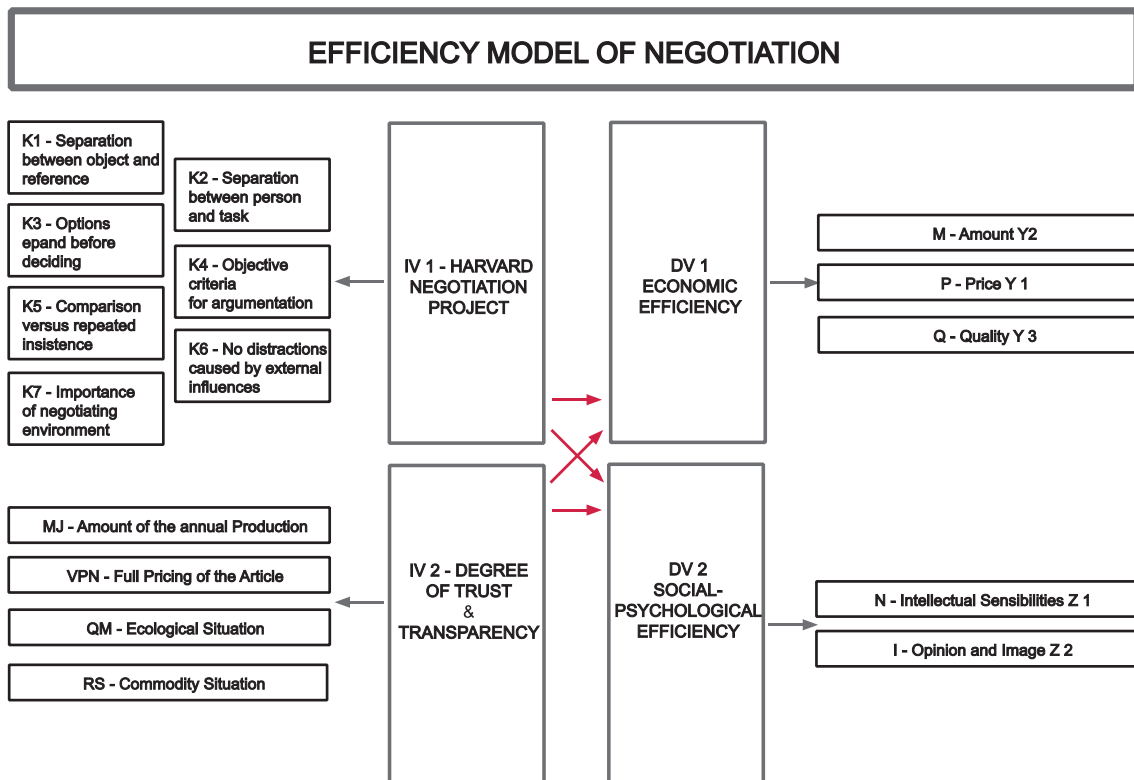 EFFICIENCY MODEL OF NEGOTIATION
K1 - Separation
between object and
reference
K2 - Separation
between person
and task
K3 - Options
epand before
deciding
K4 - Objective
criteria
for argumentation
K5 - Comparison
versus repeated
insistence
K6 - No distractions
caused by external
influences
K7 - Importance
of negotiating
environment
IV 1 - HARVARD
NEGOTIATION
PROJECT
DV 1
ECONOMIC
EFFICIENCY
M - Amount Y2
P - Price Y 1
Q - Quality Y 3
MJ - Amount of the annual Production
VPN - Full Pricing of the Article
QM - Ecological Situation
RS - Commodity Situation
IV 2 - DEGREE
OF TRUST
&
TRANSPARENCY
DV 2
SOCIAL-
PSYCHOLOGICAL
EFFICIENCY
N - Intellectual Sensibilities Z 1
I - Opinion and Image Z 2